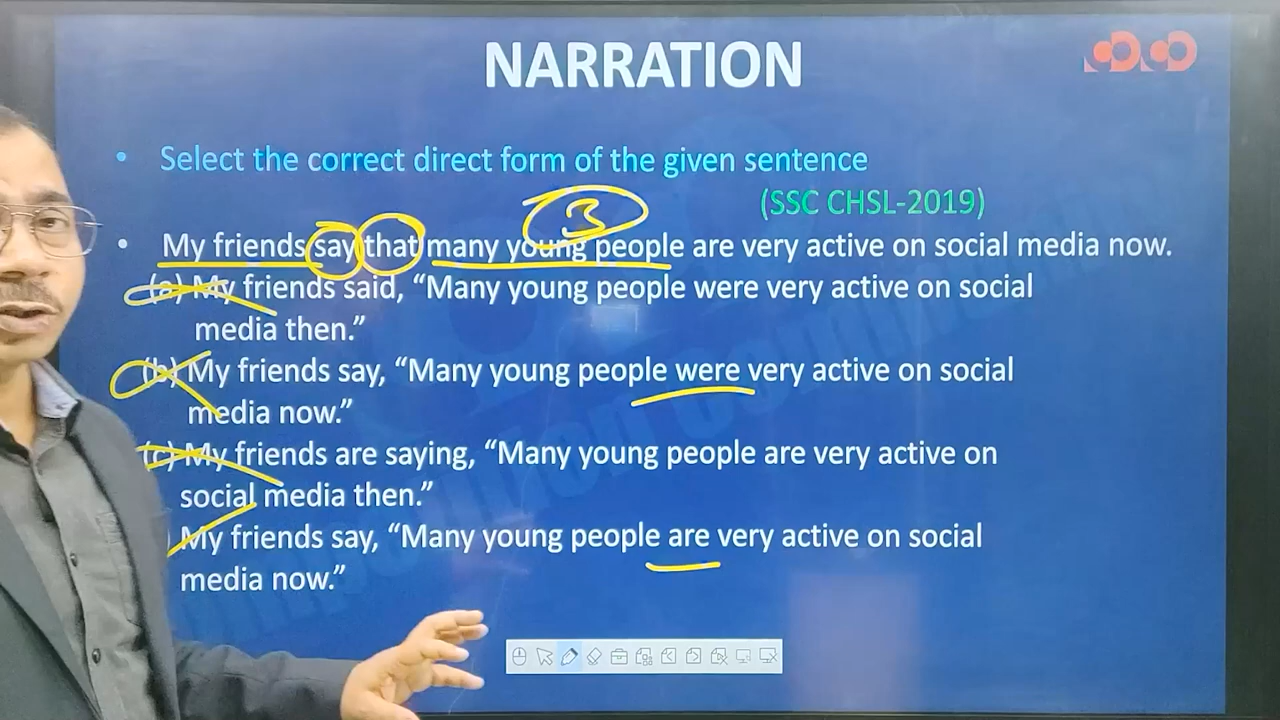 NARRATION
• Select the correct direct form of the given sentence
(SSC CHSL-2019)
3
• My friends say that many young people are very active on social media now.
(a) My friends said, “Many young people were very active on social
media then.”
(b) My friends say, “Many young people were very active on social
media now.”
(c) My friends are saying, “Many young people are very active on
social media then.”
) My friends say, “Many young people are very active on social
media now.”